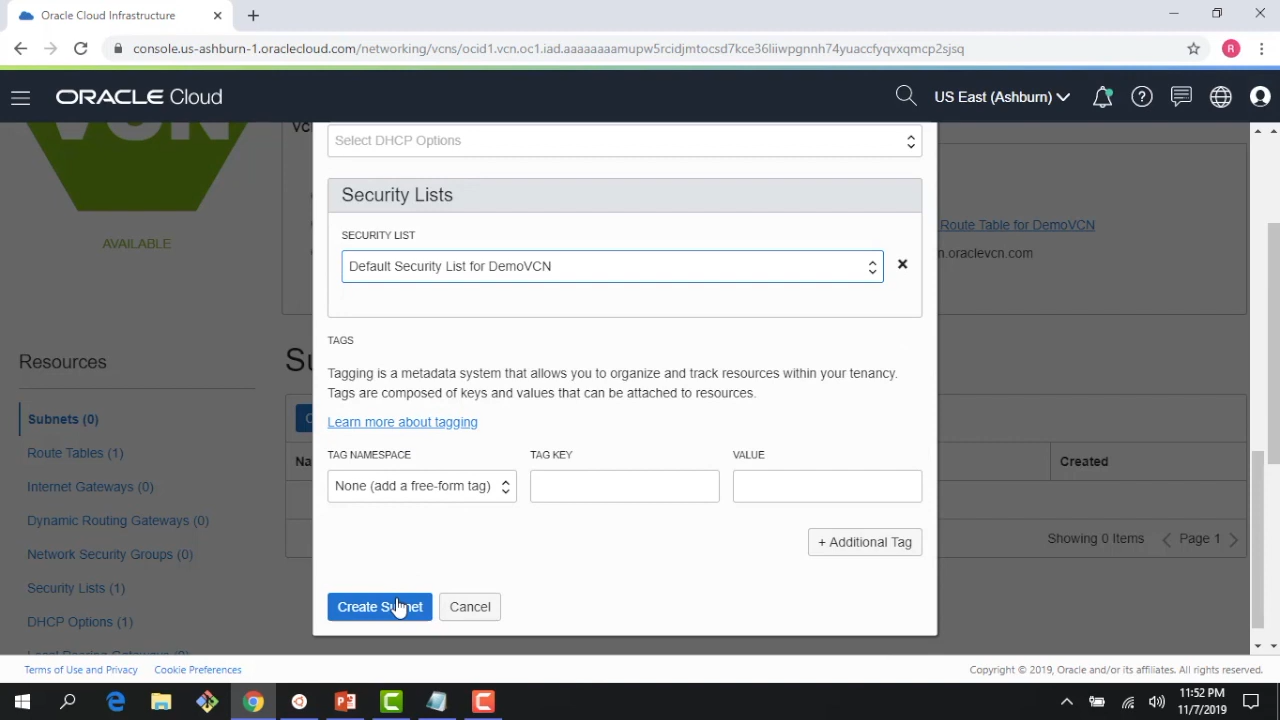 Oracle Cloud Infrastructure
console.us-ashburn-1.oraclecloud.com/networking/vcns/ocid1.vcn.oc1.iad.aaaaaaaamupw5rcidjmtocsd7kce36liiwpgnnh74yuaccfyqvxqmcp2sjsq
R
ORACLE Cloud
US East (Ashburn)
VCN
AVAILABLE
Select DHCP Options
Security Lists
SECURITY LIST
Default Security List for DemoVCN
Route Table for DemoVCN
n.oraclevcn.com
TAGS
Tagging is a metadata system that allows you to organize and track resources within your tenancy.
Tags are composed of keys and values that can be attached to resources.
Learn more about tagging
TAG NAMESPACE TAG KEY VALUE
None (add a free-form tag)
+ Additional Tag
Create Subnet Cancel
Resources
Subnets (0)
Route Tables (1)
Internet Gateways (0)
Dynamic Routing Gateways (0)
Network Security Groups (0)
Security Lists (1)
DHCP Options (1)
Su
Na
Created
Showing 0 Items Page 1
Terms of Use and Privacy Cookie Preferences
Copyright © 2019, Oracle and/or its affiliates. All rights reserved.
11:52 PM
11/7/2019